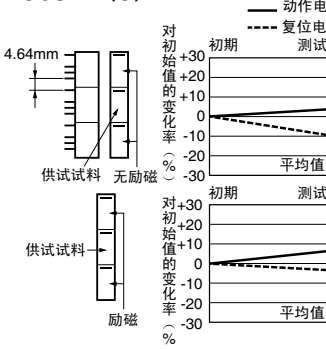 动作电
复位电
4.64mm
供试试料 无励磁
对初始值的变化率（%）
+30
+20
+10
0
-10
-20
-30
初期 测试
平均值
供试试料
励磁
对初始值的变化率（%
+30
+20
+10
0
-10
-20
-30
初期 测试
平均值